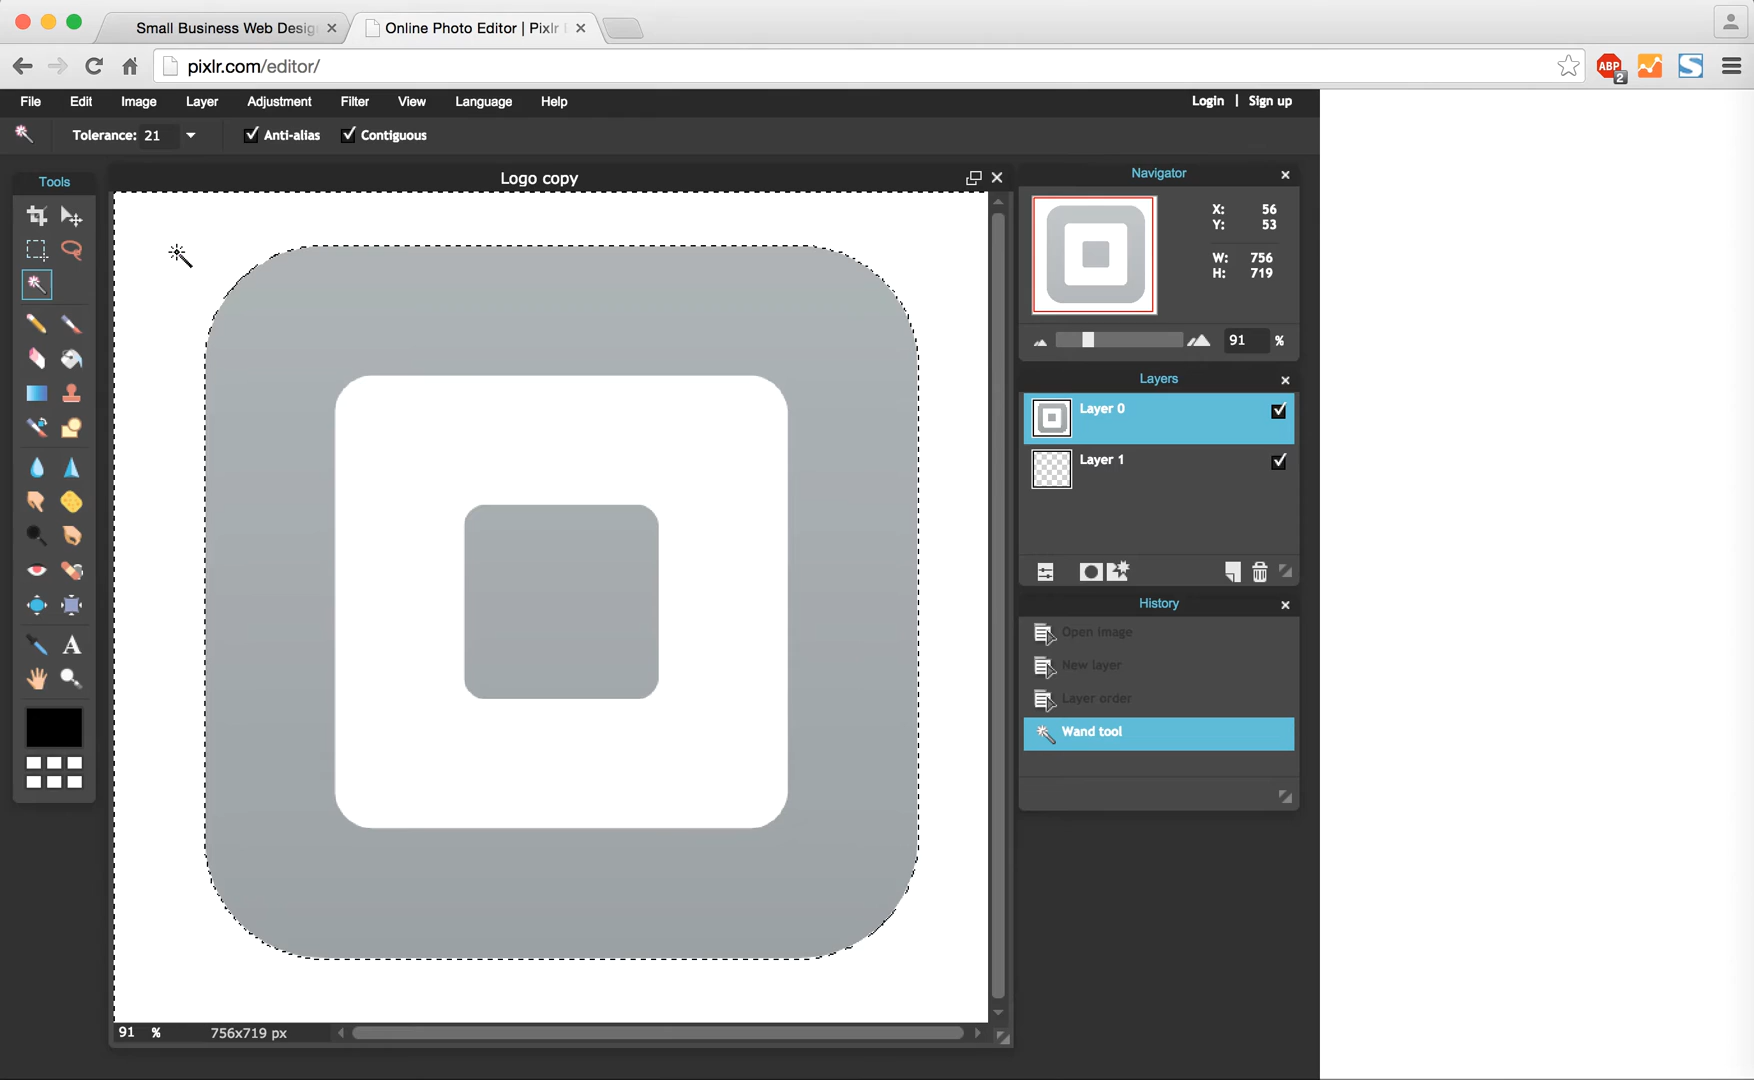 Small Business Web Desig
Online Photo Editor | Pixlr
pixlr.com/editor/
ABP
2
File Edit Image Layer Adjustment Filter View Language Help
Login | Sign up
Tolerance: 21 Anti-alias Contiguous
Tools
Logo copy
Navigator
X: 56
Y: 53
W: 756
H: 719
91 %
Layers
Layer 0
Layer 1
History
Open image
New layer
Layer order
Wand tool
A
91 % 756x719 px